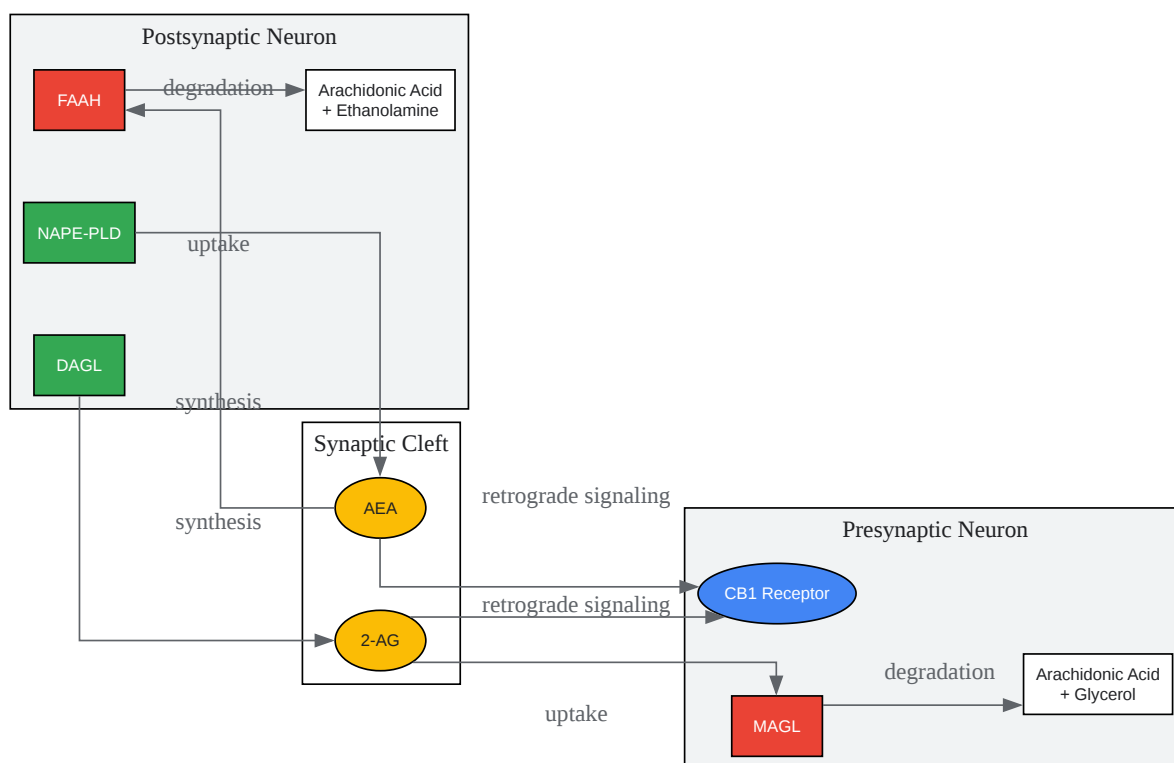 Postsynaptic Neuron
FAAH
degradation
Arachidonic Acid
+ Ethanolamine
NAPE-PLD
uptake
DAGL
synthesis
Synaptic Cleft
AEA
retrograde signaling
synthesis
Presynaptic Neuron
CB1 Receptor
retrograde signaling
2-AG
degradation
Arachidonic Acid
+ Glycerol
uptake
MAGL